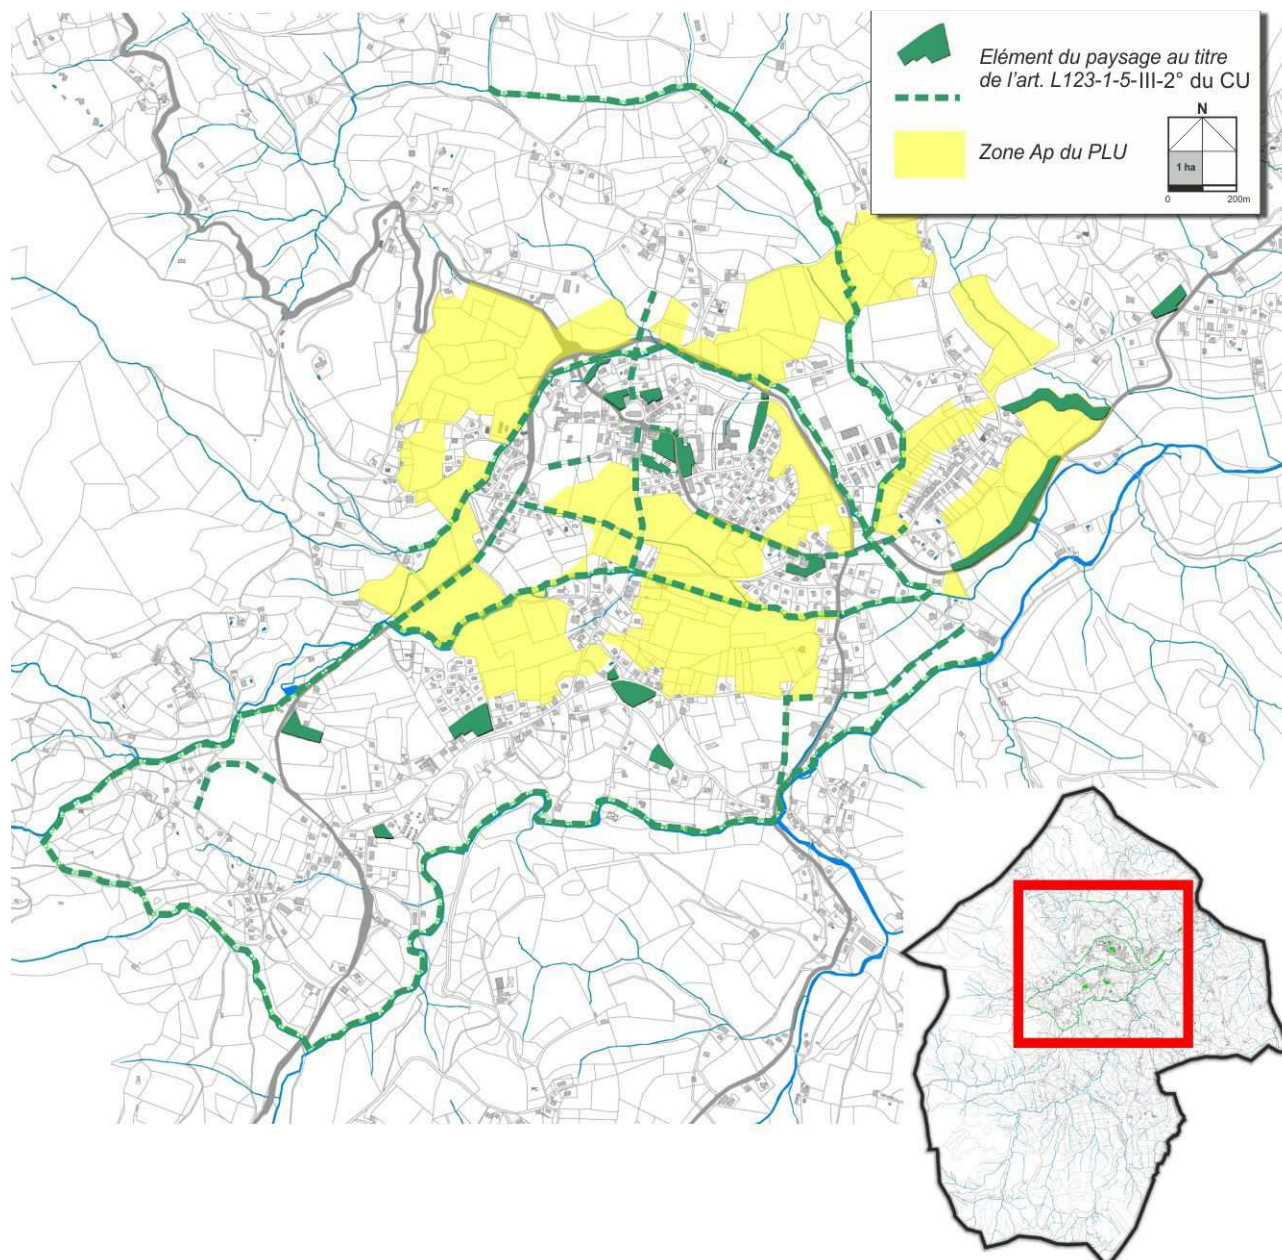 Elément du paysage au titre
de l'art. L123-1-5-III-2° du CU
N
Zone Ap du PLU
1 ha
0 200m